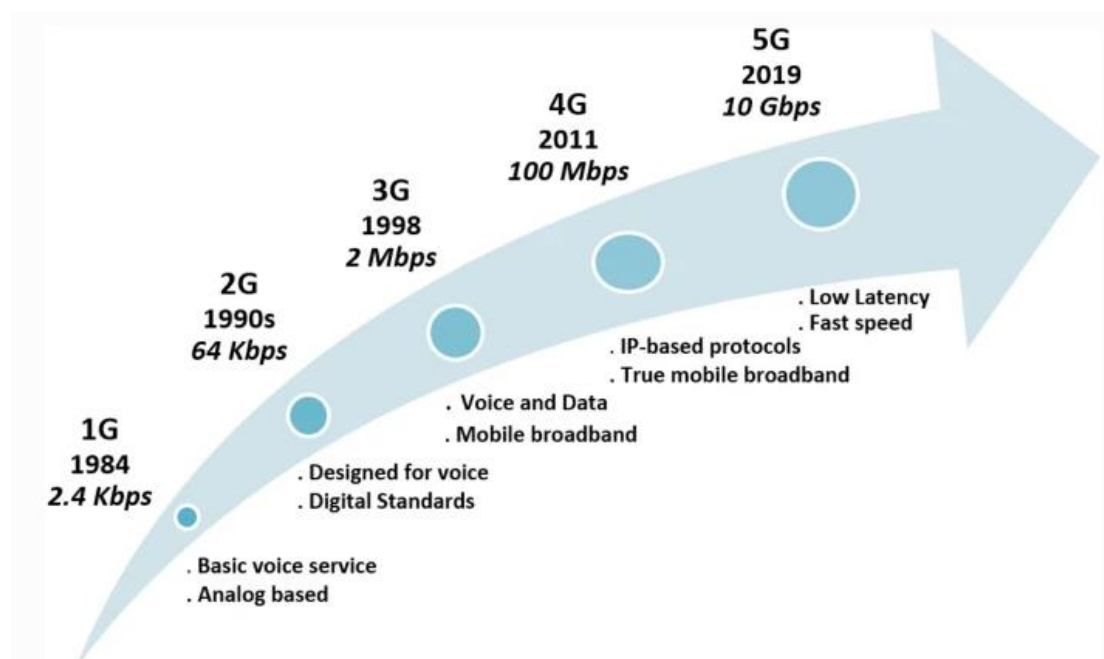 1G
1984
2.4 Kbps
. Basic voice service
. Analog based
2G
1990s
64 Kbps
. Designed for voice
. Digital Standards
3G
1998
2 Mbps
. Voice and Data
. Mobile broadband
4G
2011
100 Mbps
. IP-based protocols
. True mobile broadband
5G
2019
10 Gbps
. Low Latency
. Fast speed